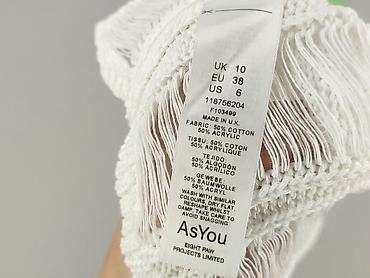 UK 10
EU 38
US 6
118756204
F103499
MADE IN U.K.
FABRIC: 50% COTTON
50% ACRYLIC
TISSU: 50% COTON
50% ACRYLIQUE
TEJIDO:
50% ALGODÓN
50% ACRÍLICO
GEWEBE:
50% BAUMWOLLE
50% ACRYL
WASH WITH SIMILAR
COLOURS, DRY FLAT
RESHAPE WHILST
DAMP. TAKE CARE TO
AVOID SNAGGING
AsYou
EIGHT PAW
PROJECTS LIMITED